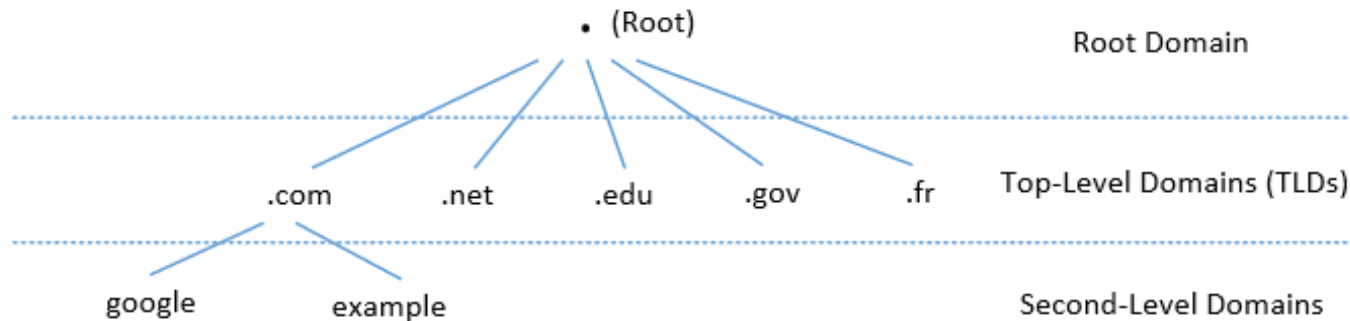 . (Root)
Root Domain
.com .net .edu .gov .fr
Top-Level Domains (TLDs)
google example
Second-Level Domains